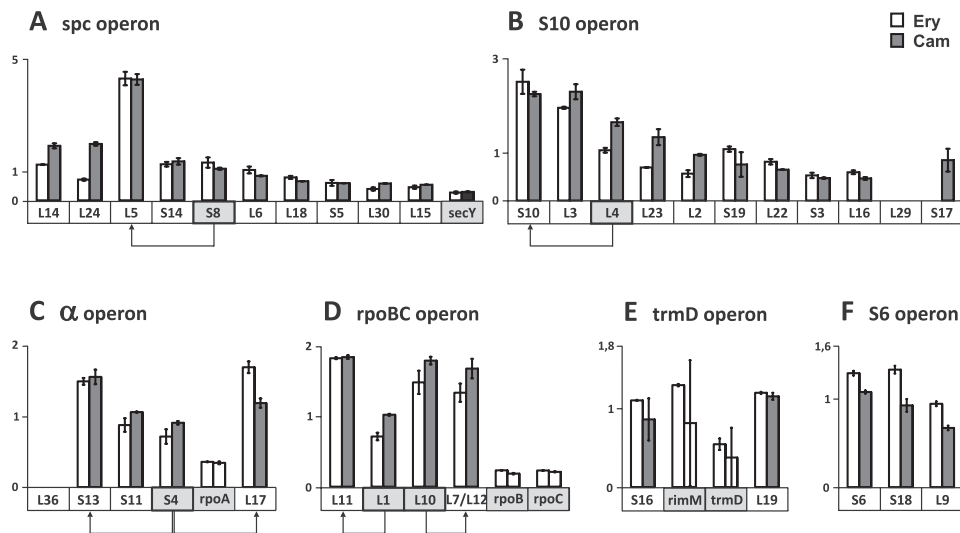 A spc operon
5
1
0
L14 L24 L5 S14 S8 L6 L18 S5 L30 L15 secY
B S10 operon
Ery
Cam
3
1
0
S10 L3 L4 L23 L2 S19 L22 S3 L16 L29 S17
C α operon
2
1
0
L36 S13 S11 S4 rpoA L17
D rpoBC operon
2
1
0
L11 L1 L10 L7/L12 rpoB rpoC
E trmD operon
1,8
1
0
S16 rimM trmD L19
F S6 operon
1,6
1
0
S6 S18 L9